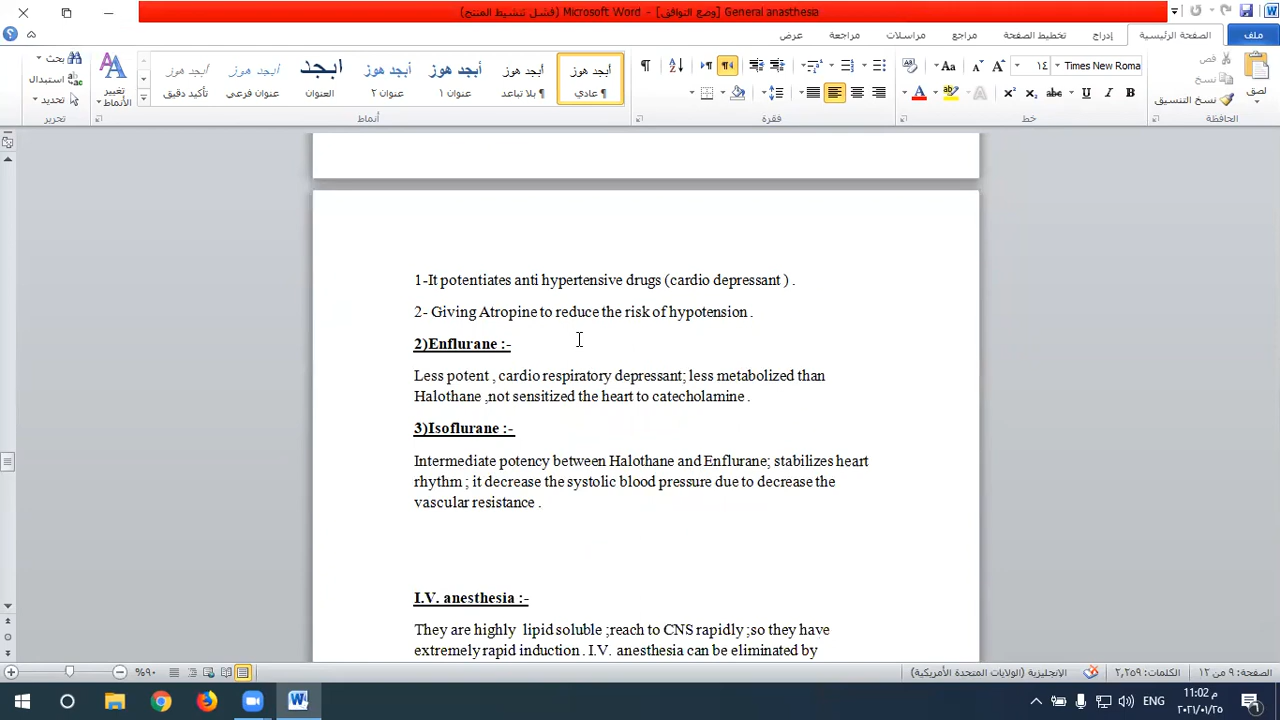 General anasthesia [وضع التوافق] - Microsoft Word (فشل تنشيط المنتج)
ملف
الصفحة الرئيسية
إدراج
تخطيط الصفحة
مراجع
مراسلات
مراجعة
عرض
لصق
قص
نسخ
نسخ التنسيق
الحافظة
Times New Roma
١٤
خط
فقرة
أبجد هوز
¶ عادي
أبجد هوز
¶ بلا تباعد
أبجد هوز
عنوان ١
أبجد هوز
عنوان ٢
ابجد
العنوان
أبجد هوز
عنوان فرعي
أبجد هوز
تأكيد دقيق
أنماط
تغيير
الأنماط
بحث
استبدال
تحديد
تحرير
1-It potentiates anti hypertensive drugs (cardio depressant ) .
2- Giving Atropine to reduce the risk of hypotension .
2)Enflurane :-
Less potent , cardio respiratory depressant; less metabolized than
Halothane ,not sensitized the heart to catecholamine .
3)Isoflurane :-
Intermediate potency between Halothane and Enflurane; stabilizes heart
rhythm ; it decrease the systolic blood pressure due to decrease the
vascular resistance .
I.V. anesthesia :-
They are highly lipid soluble ;reach to CNS rapidly ;so they have
extremely rapid induction . I.V. anesthesia can be eliminated by
الصفحة: ٩ من ١٢
الكلمات: ٢,٢٥٩
الإنجليزية (الولايات المتحدة الأمريكية)
%٩٠
ENG
11:02 م
٢٠٢١/٠١/٢٥